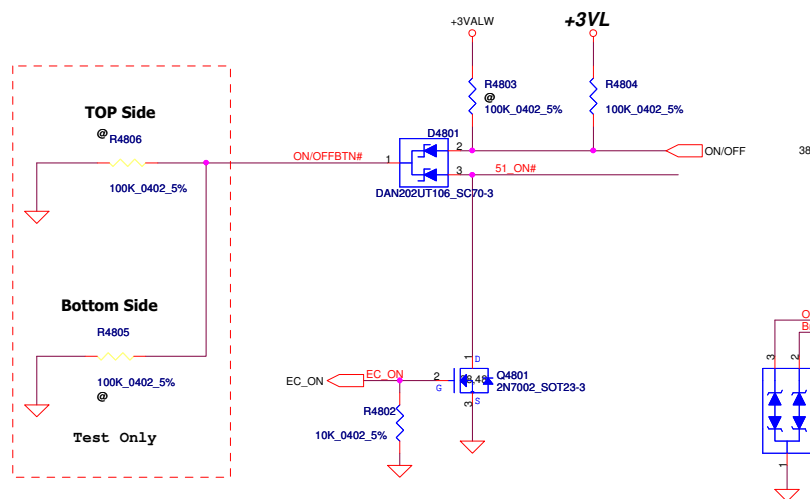 +3VALW
+3VL
R4803
@
100K_0402_5%
R4804
100K_0402_5%
TOP Side
@
R4806
100K_0402_5%
ON/OFFBTN#
1
D4801
2
3
ON/OFF
51_ON#
DAN202UT106_SC70-3
38
Bottom Side
R4805
100K_0402_5%
@
Test Only
EC_ON
EC_ON
2
G
1
D
3
S
Q4801
2N7002_SOT23-3
R4802
10K_0402_5%
O
B
3
2
1